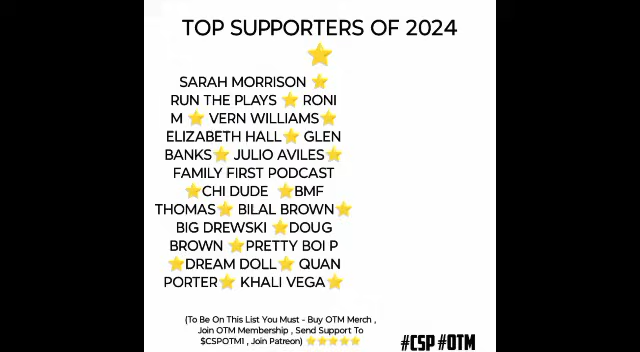 TOP SUPPORTERS OF 2024
⭐
SARAH MORRISON ⭐
RUN THE PLAYS ⭐ RONI
M ⭐ VERN WILLIAMS⭐
ELIZABETH HALL⭐ GLEN
BANKS⭐ JULIO AVILES⭐
FAMILY FIRST PODCAST
⭐CHI DUDE ⭐BMF
THOMAS⭐ BILAL BROWN⭐
BIG DREWSKI ⭐DOUG
BROWN ⭐PRETTY BOI P
⭐DREAM DOLL⭐ QUAN
PORTER⭐ KHALI VEGA⭐
(To Be On This List You Must - Buy OTM Merch ,
Join OTM Membership , Send Support To
$CSPOTM1 , Join Patreon) ⭐⭐⭐⭐⭐
#CSP #OTM